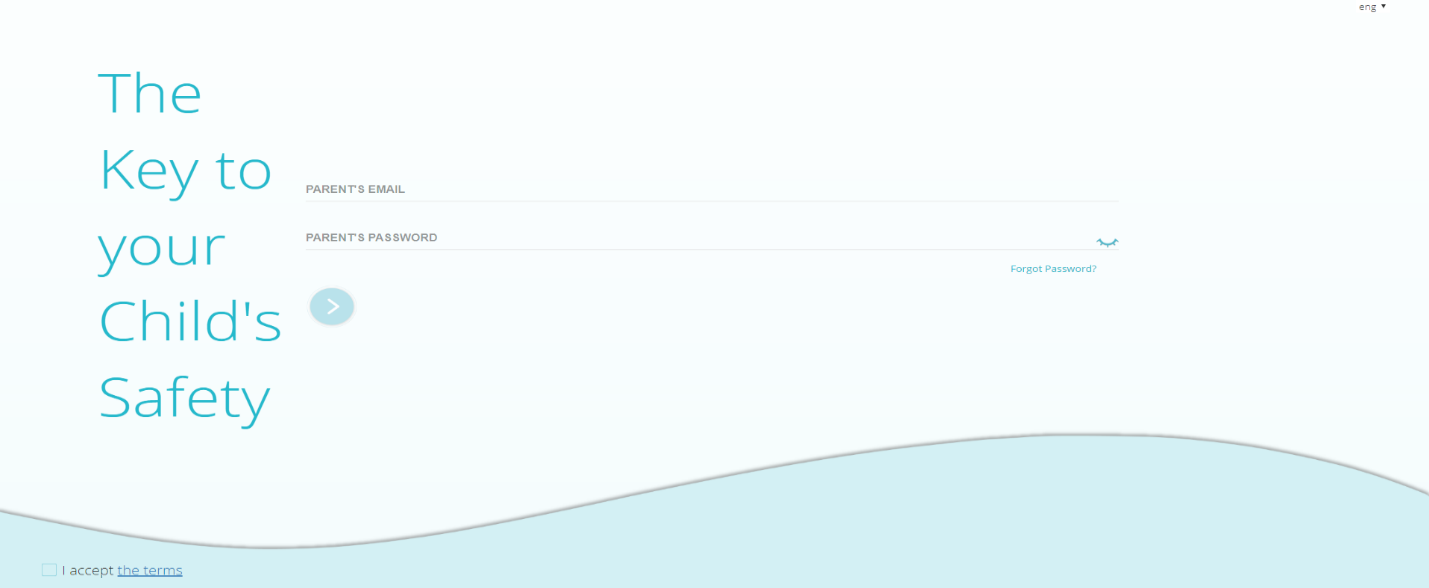 eng
The
Key to
your
Child's
Safety
PARENT'S EMAIL
PARENT'S PASSWORD
Forgot Password?
I accept the terms